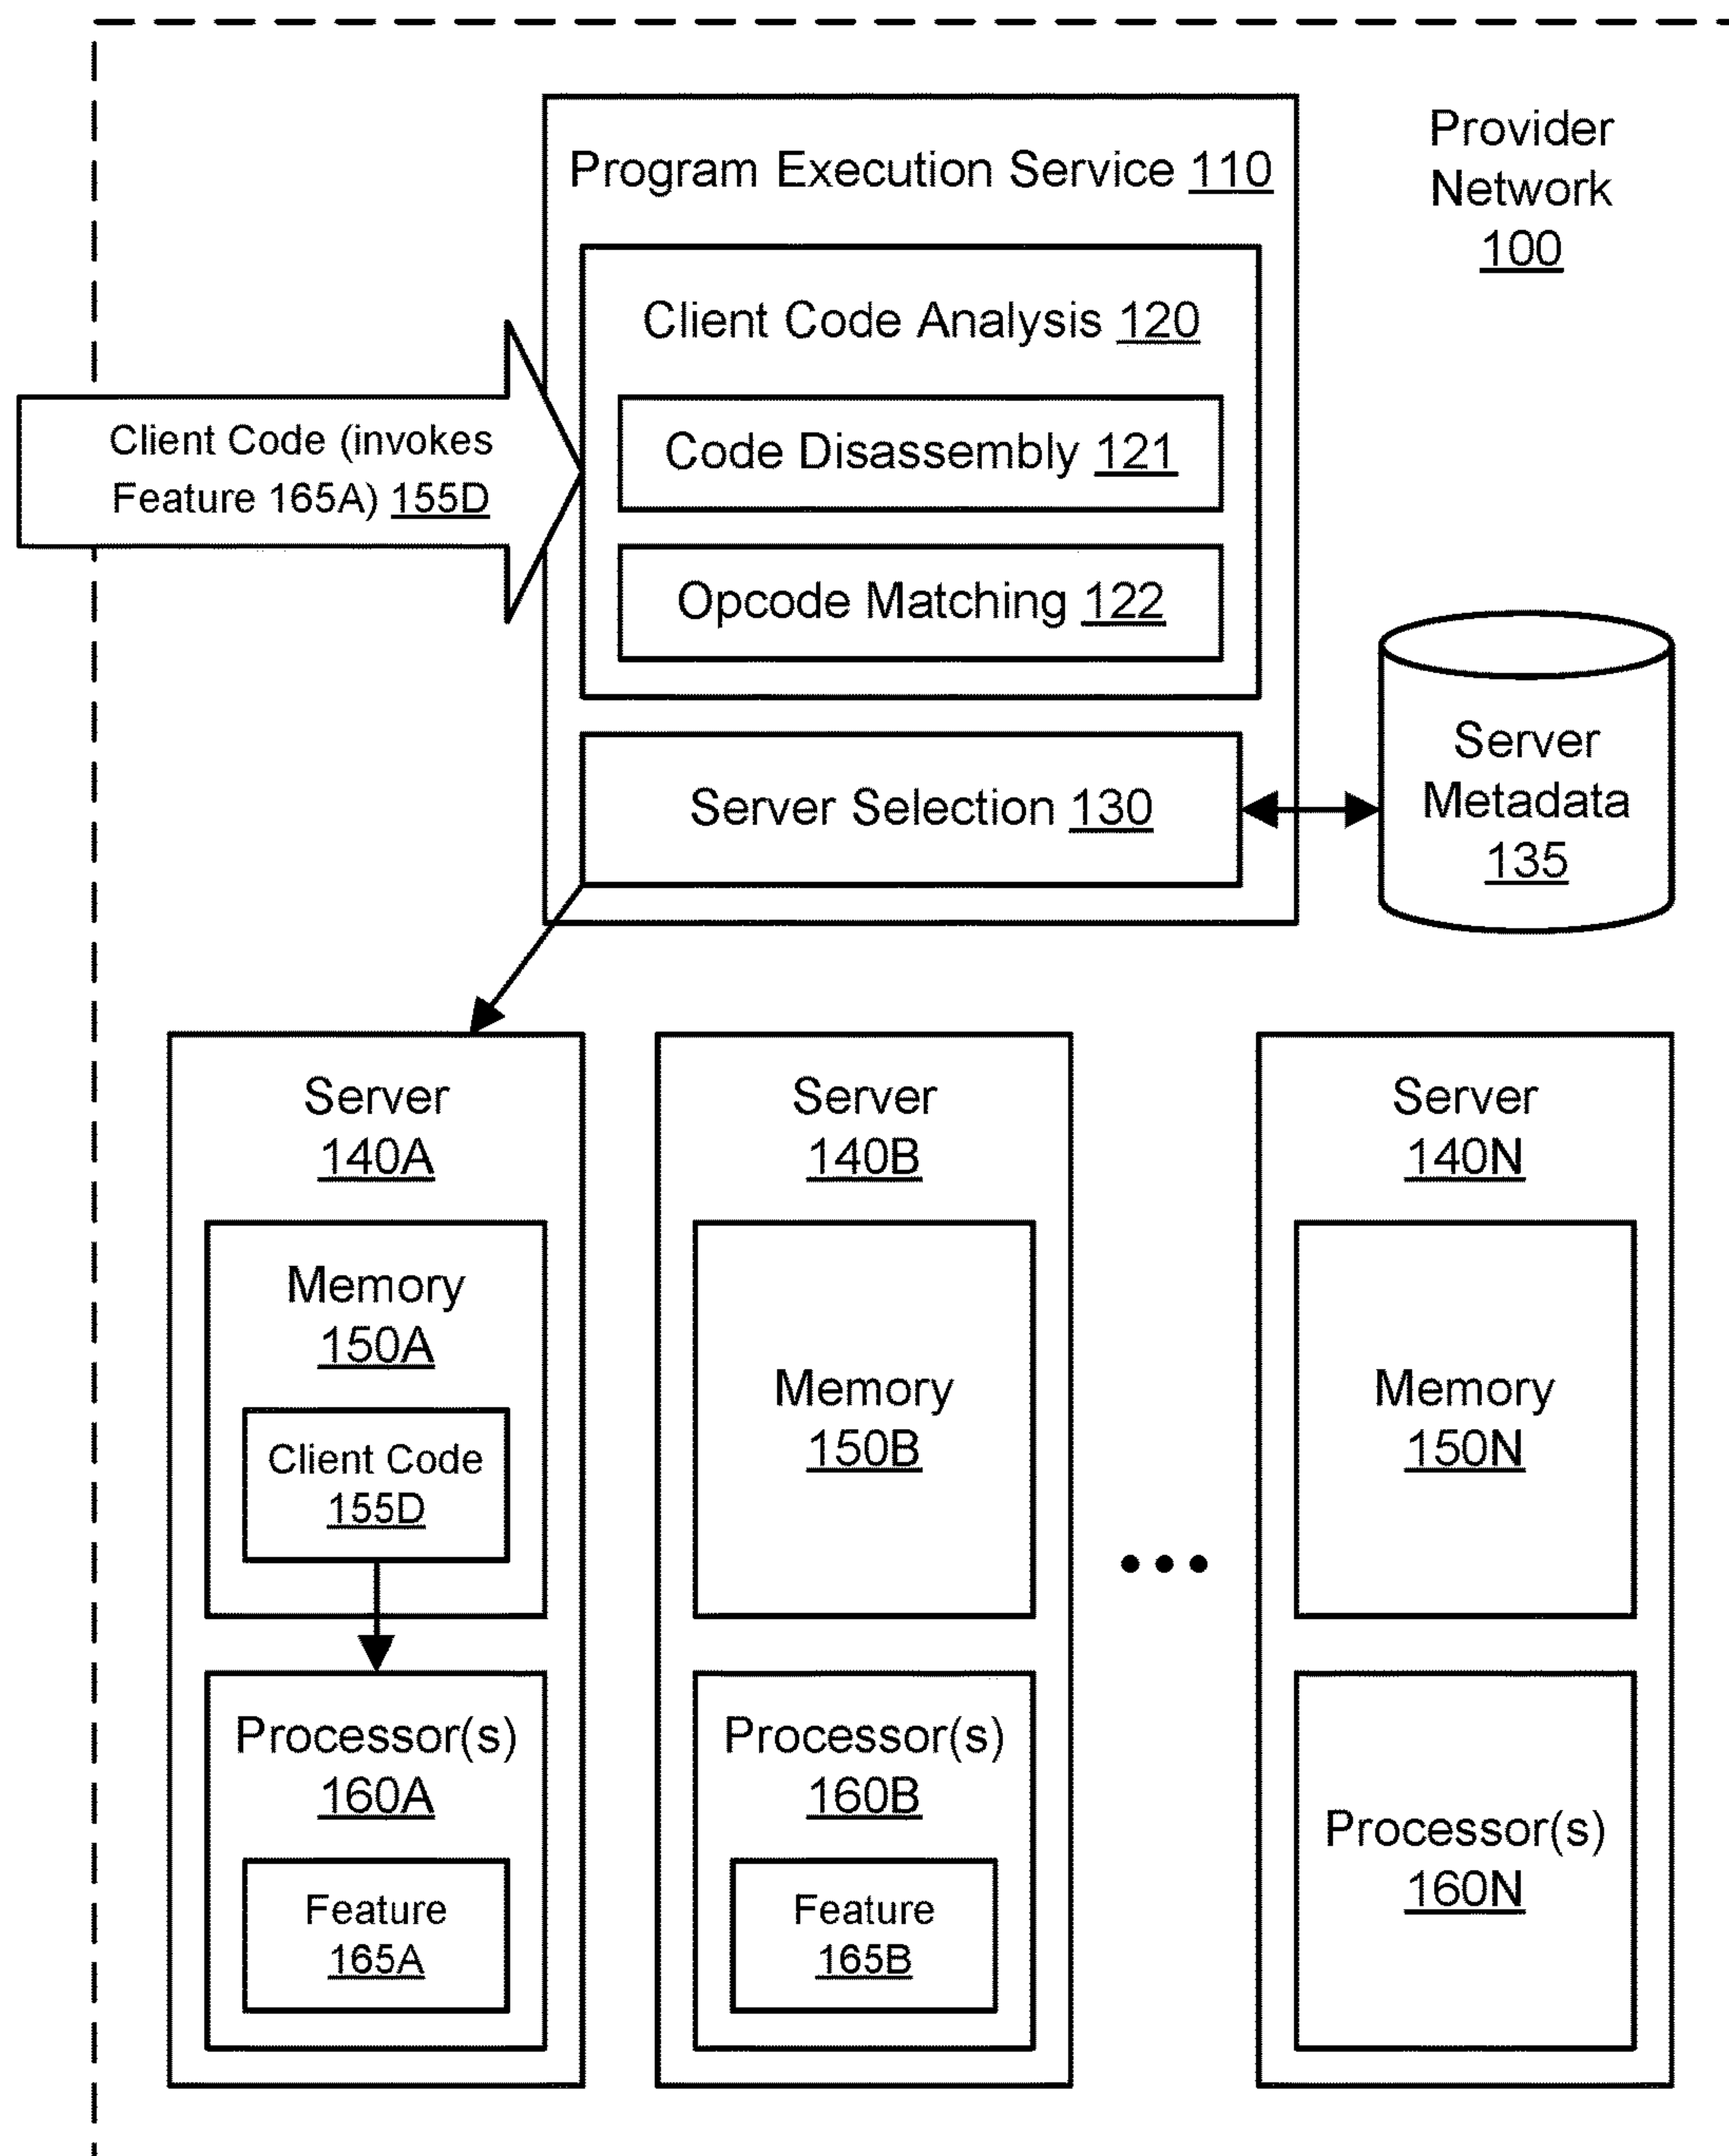 Provider
Network
100
Program Execution Service 110
Client Code Analysis 120
Client Code (invokes
Feature 165A) 155D
Code Disassembly 121
Opcode Matching 122
Server Selection 130
Server
Metadata
135
Server
140A
Memory
150A
Client Code
155D
Processor(s)
160A
Feature
165A
Server
140B
Memory
150B
Processor(s)
160B
Feature
165B
Server
140N
Memory
150N
Processor(s)
160N